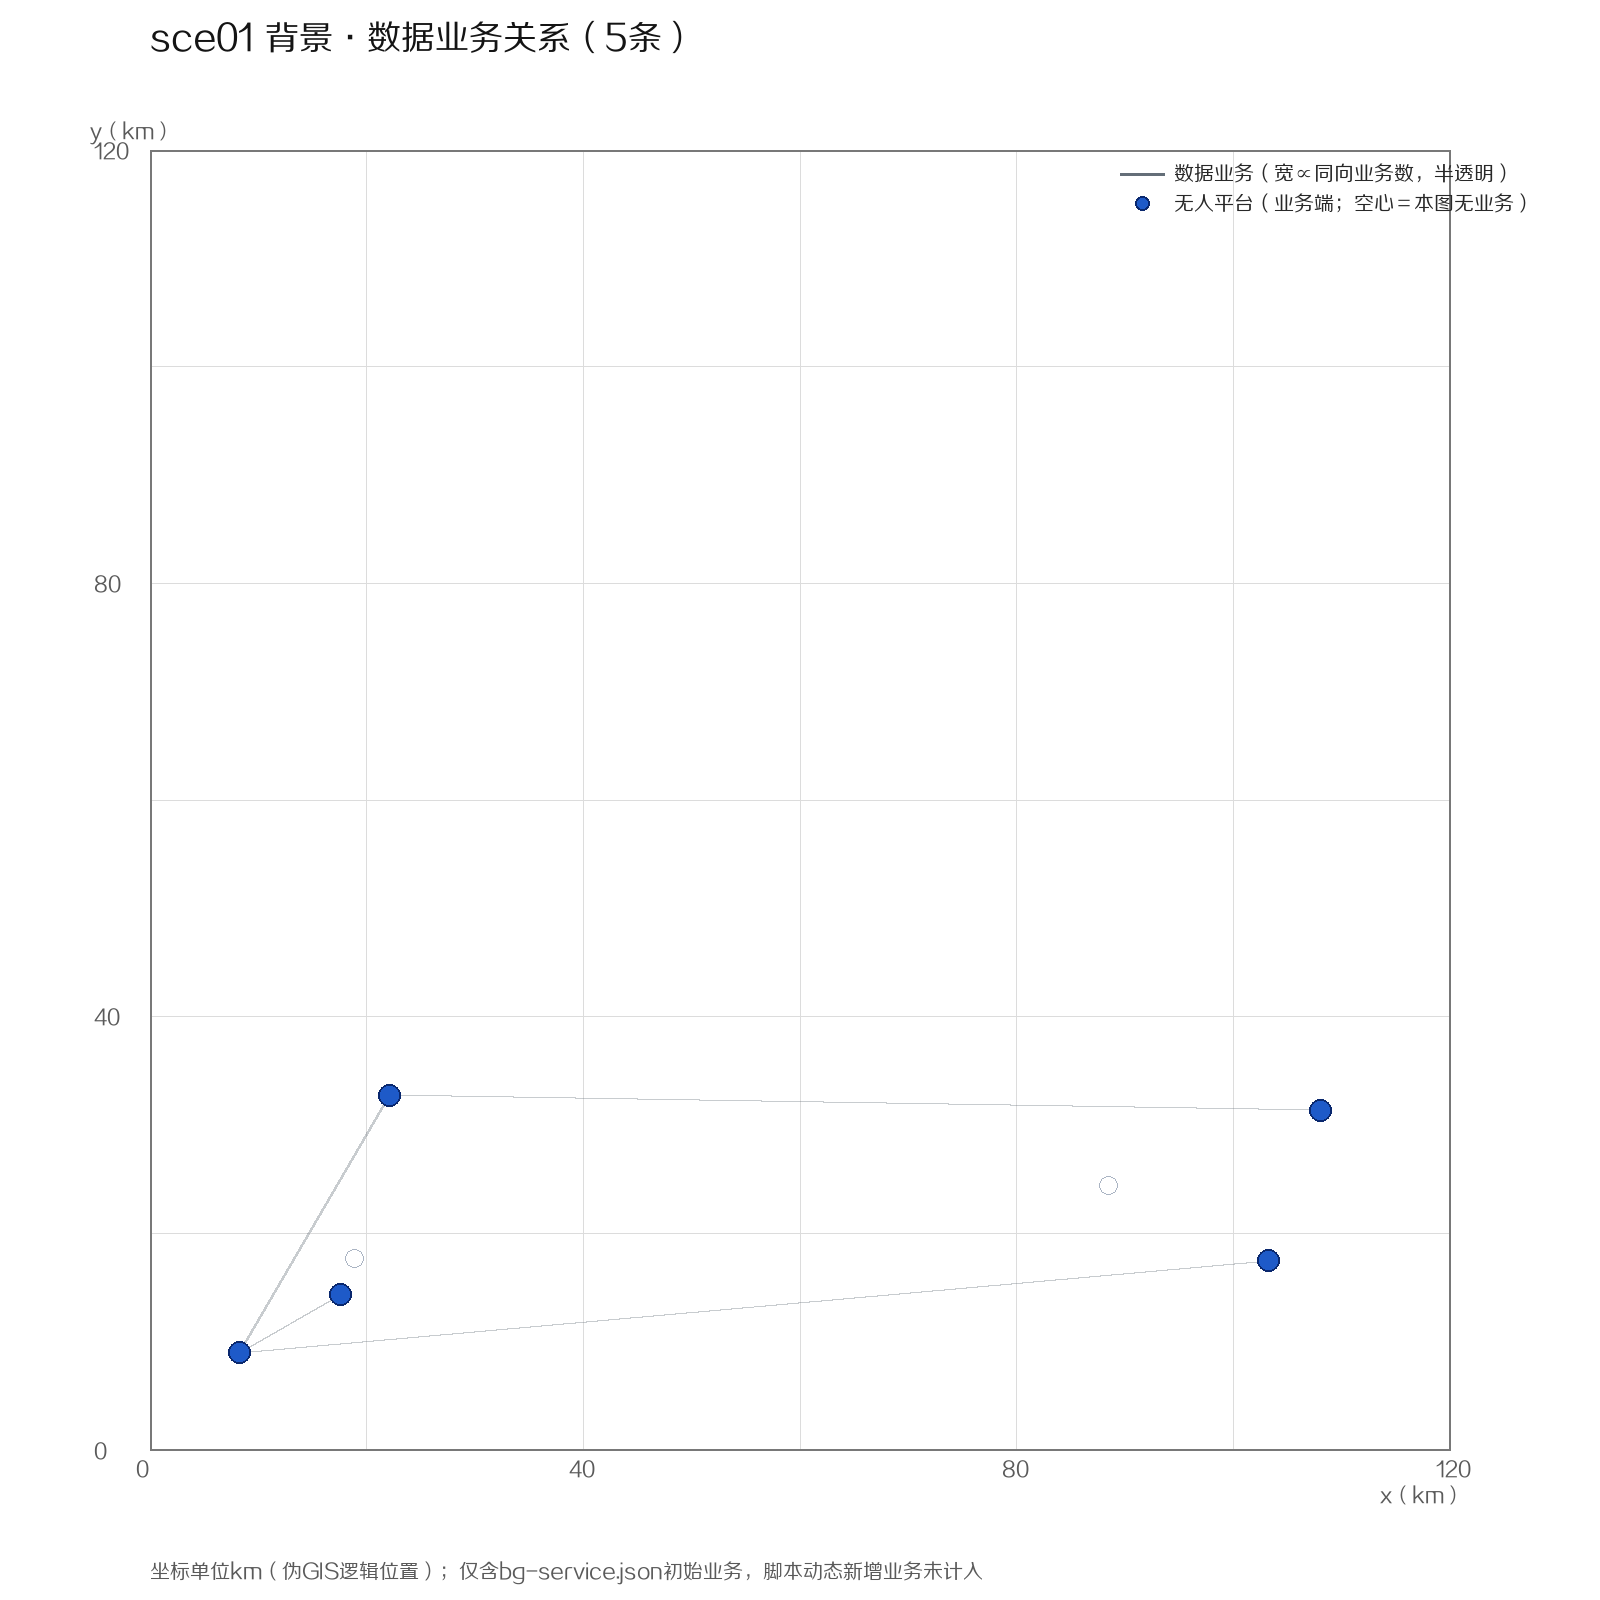 sce01 背景 · 数据业务关系（5条）
y（km）
120
数据业务（宽∝同向业务数，半透明）
无人平台（业务端；空心＝本图无业务）
80
40
0
0 40 80 120
x（km）
坐标单位km（伪GIS逻辑位置）；仅含bg-service.json初始业务，脚本动态新增业务未计入